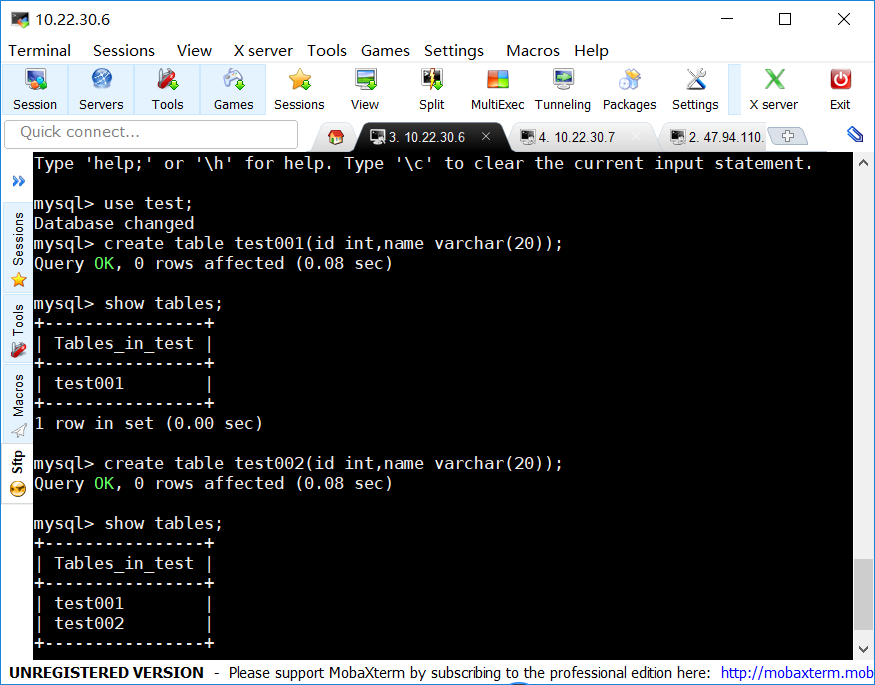 10.22.30.6
Terminal Sessions View X server Tools Games Settings Macros Help
Session Servers Tools Games Sessions View Split MultiExec Tunneling Packages Settings X server Exit
Quick connect... 3. 10.22.30.6 4. 10.22.30.7 2. 47.94.110.
Type 'help;' or '\h' for help. Type '\c' to clear the current input statement.
mysql> use test;
Database changed
mysql> create table test001(id int,name varchar(20));
Query OK, 0 rows affected (0.08 sec)
mysql> show tables;
+----------------+
| Tables_in_test |
+----------------+
| test001        |
+----------------+
1 row in set (0.00 sec)
mysql> create table test002(id int,name varchar(20));
Query OK, 0 rows affected (0.08 sec)
mysql> show tables;
+----------------+
| Tables_in_test |
+----------------+
| test001        |
| test002        |
+----------------+
Sessions
Tools
Macros
Sftp
UNREGISTERED VERSION - Please support MobaXterm by subscribing to the professional edition here: http://mobaxterm.mob